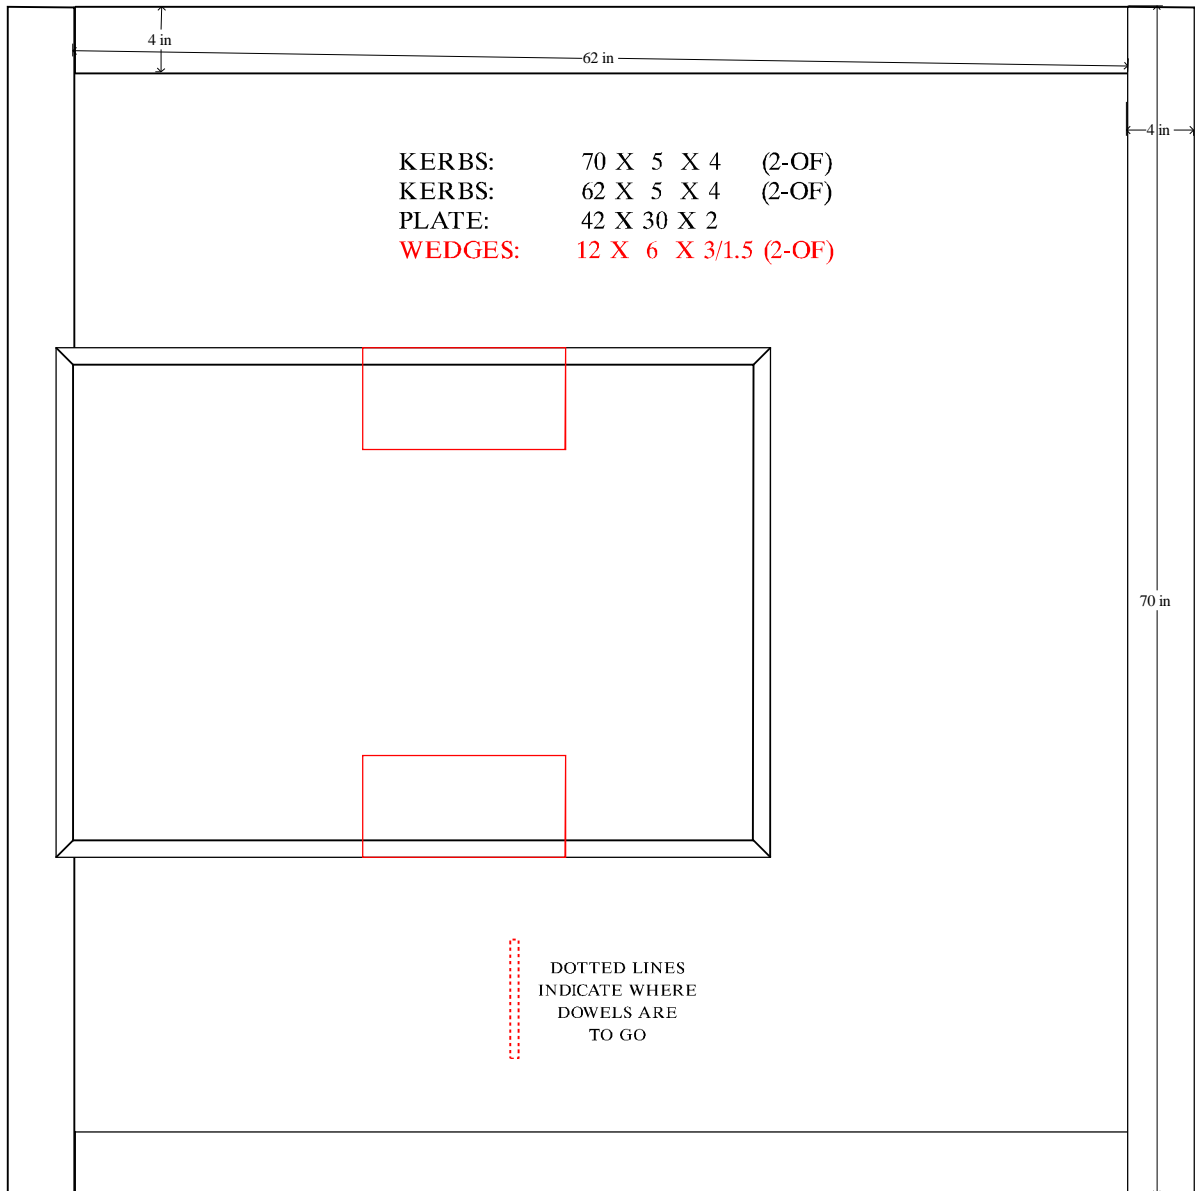 4 in
62 in
4 in
KERBS: 70 X 5 X 4 (2-OF)
KERBS: 62 X 5 X 4 (2-OF)
PLATE: 42 X 30 X 2
WEDGES: 12 X 6 X 3/1.5 (2-OF)
70 in
DOTTED LINES
INDICATE WHERE
DOWELS ARE
TO GO